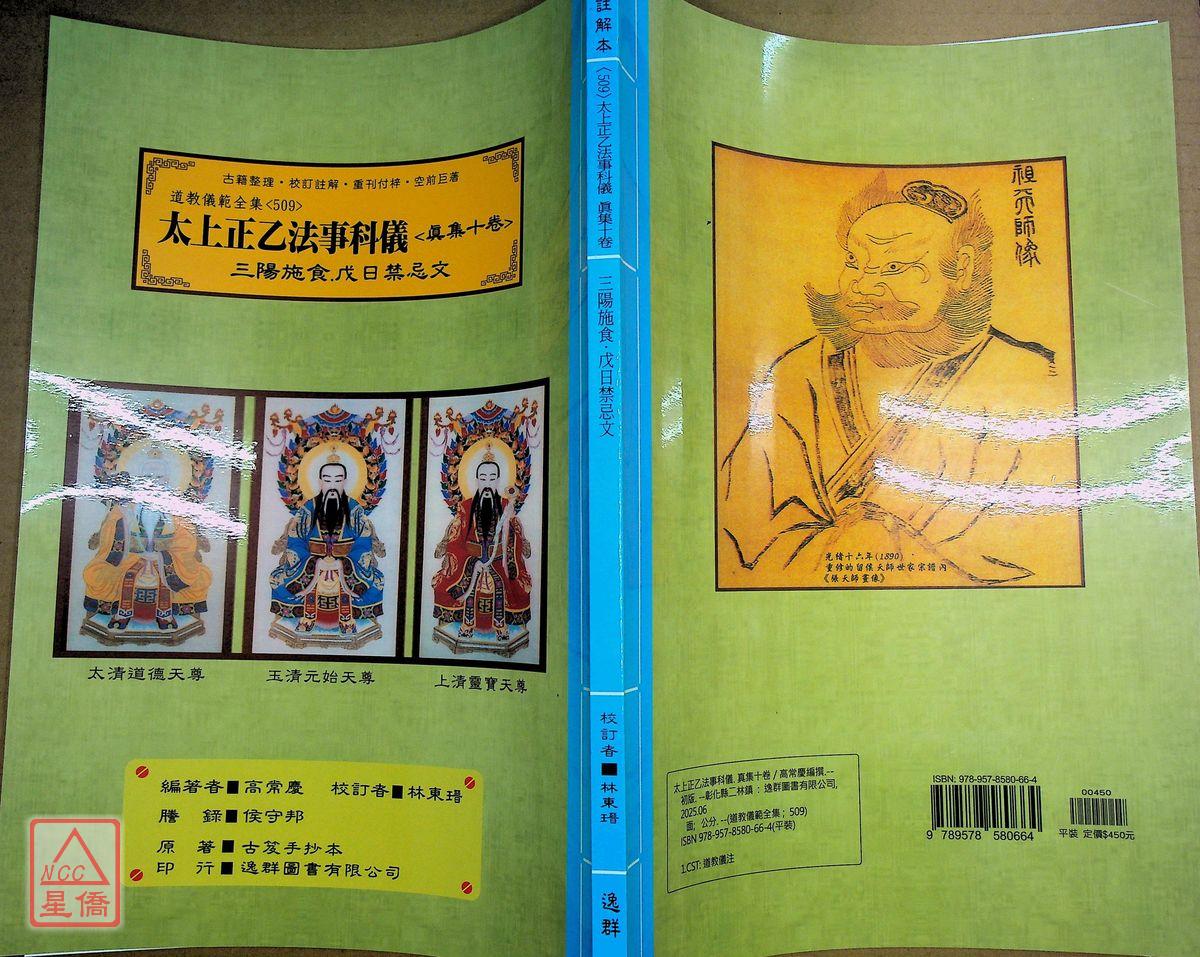 古籍整理・校訂註解・重刊付梓・空前巨著
道教儀範全集<509>
太上正乙法事科儀<眞集十卷>
三陽施食.戊日禁忌文
太清道德天尊
玉清元始天尊
上清靈寶天尊
編著者■高常慶 校訂者■林東瑨
騰 錄■侯守邦
原 著■古笈手抄本
印 行■逸群圖書有限公司
NCC
星僑
註解本
〈509〉太上正乙法事科儀 眞集十卷
三陽施食.戊日禁忌文
校訂者■林東瑨
逸群
祖天師像
光緒十六年(1890)
重修的留侯天師世家宗譜內
《張天師畫像》
太上正乙法事科儀. 真集十卷 / 高常慶編撰.--
初版. --彰化縣二林鎮 : 逸群圖書有限公司,
2025.06
面; 公分. --(道教儀範全集 ; 509)
ISBN 978-957-8580-66-4(平裝)
1.CST: 道教儀注
ISBN: 978-957-8580-66-4
9 789578 580664
00450
平裝 定價$450元